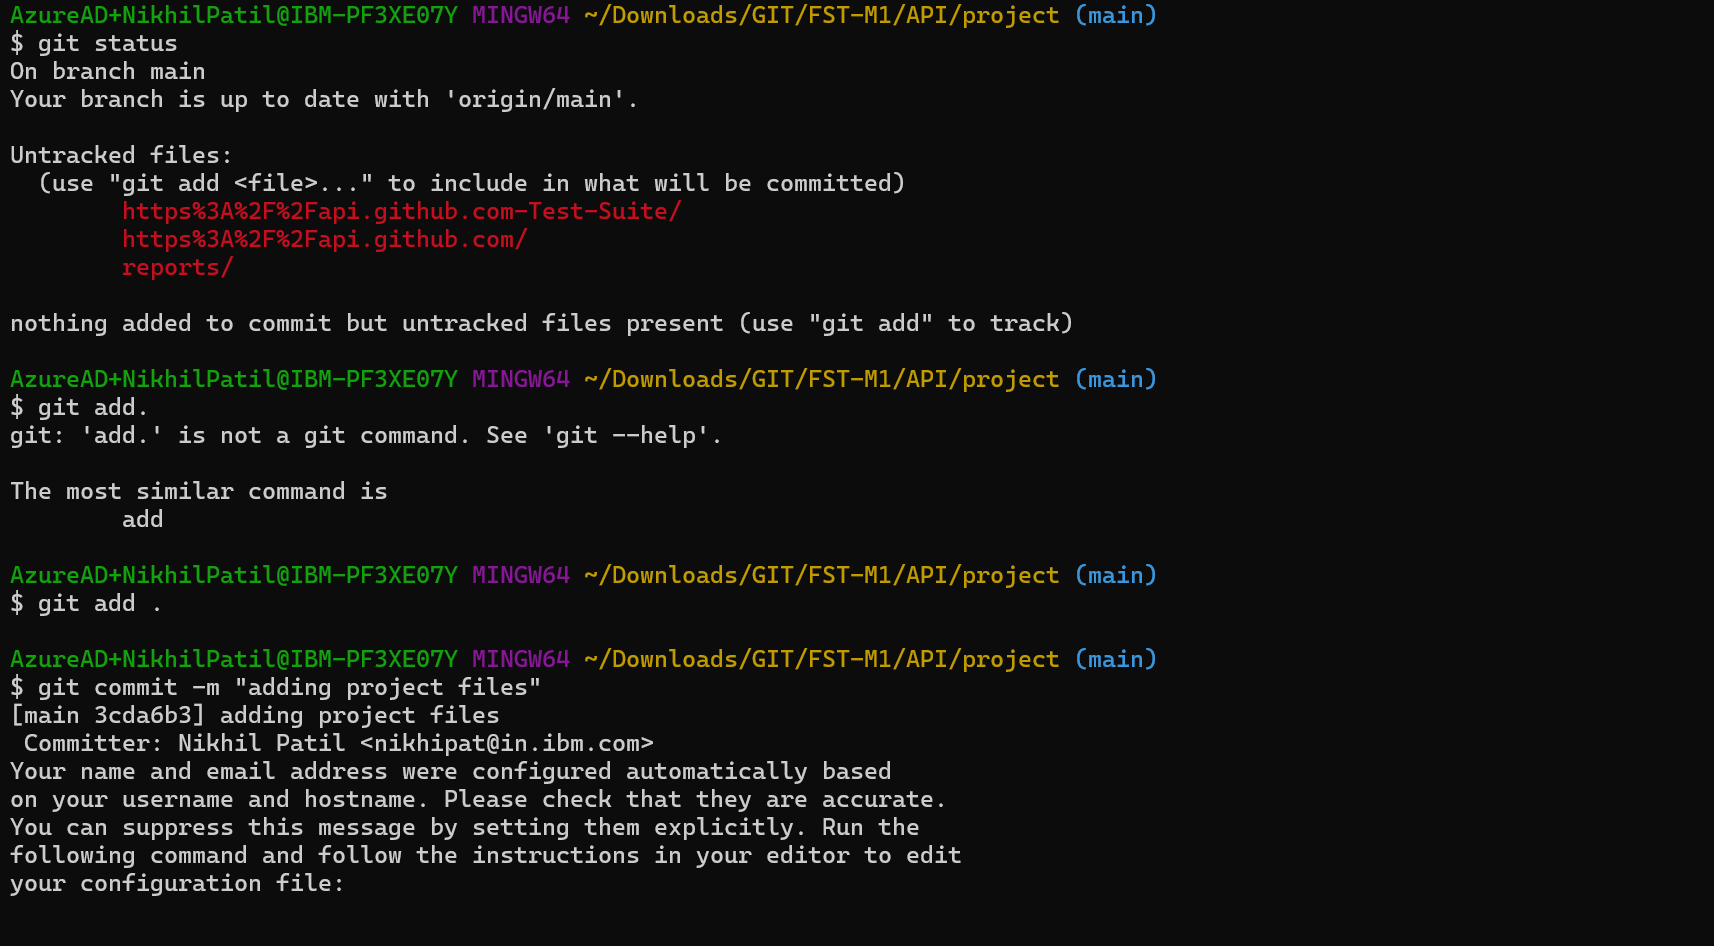 AzureAD+NikhilPatil@IBM-PF3XE07Y MINGW64 ~/Downloads/GIT/FST-M1/API/project (main)
$ git status
On branch main
Your branch is up to date with 'origin/main'.

Untracked files:
  (use "git add <file>..." to include in what will be committed)
        https%3A%2F%2Fapi.github.com-Test-Suite/
        https%3A%2F%2Fapi.github.com/
        reports/

nothing added to commit but untracked files present (use "git add" to track)

AzureAD+NikhilPatil@IBM-PF3XE07Y MINGW64 ~/Downloads/GIT/FST-M1/API/project (main)
$ git add.
git: 'add.' is not a git command. See 'git --help'.

The most similar command is
        add

AzureAD+NikhilPatil@IBM-PF3XE07Y MINGW64 ~/Downloads/GIT/FST-M1/API/project (main)
$ git add .

AzureAD+NikhilPatil@IBM-PF3XE07Y MINGW64 ~/Downloads/GIT/FST-M1/API/project (main)
$ git commit -m "adding project files"
[main 3cda6b3] adding project files
 Committer: Nikhil Patil <nikhipat@in.ibm.com>
Your name and email address were configured automatically based
on your username and hostname. Please check that they are accurate.
You can suppress this message by setting them explicitly. Run the
following command and follow the instructions in your editor to edit
your configuration file: